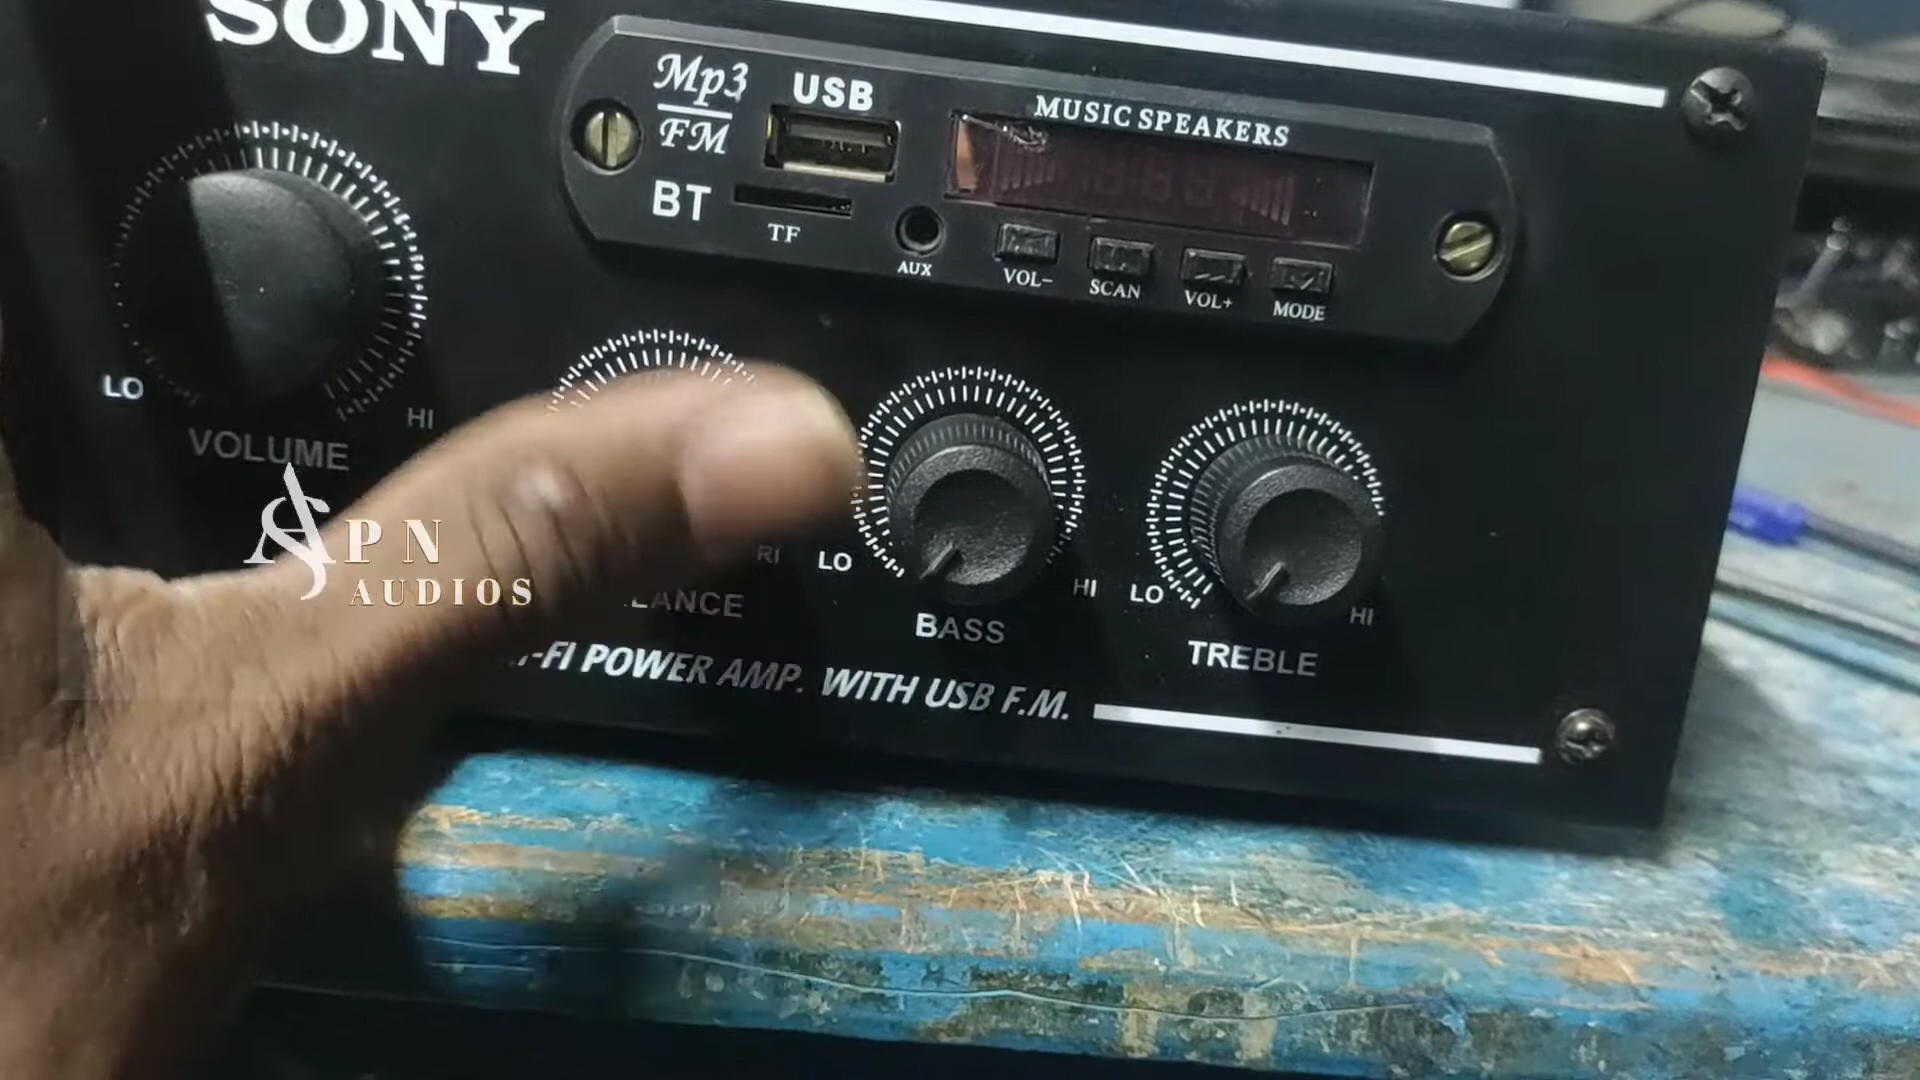 SONY
Mp3
FM
USB
BT
TF
AUX
MUSIC SPEAKERS
VOL-
SCAN
VOL+
MODE
LO
HI
VOLUME
RI
LANCE
LO
HI
BASS
LO
HI
TREBLE
-FI POWER AMP. WITH USB F.M.
SPN
AUDIOS